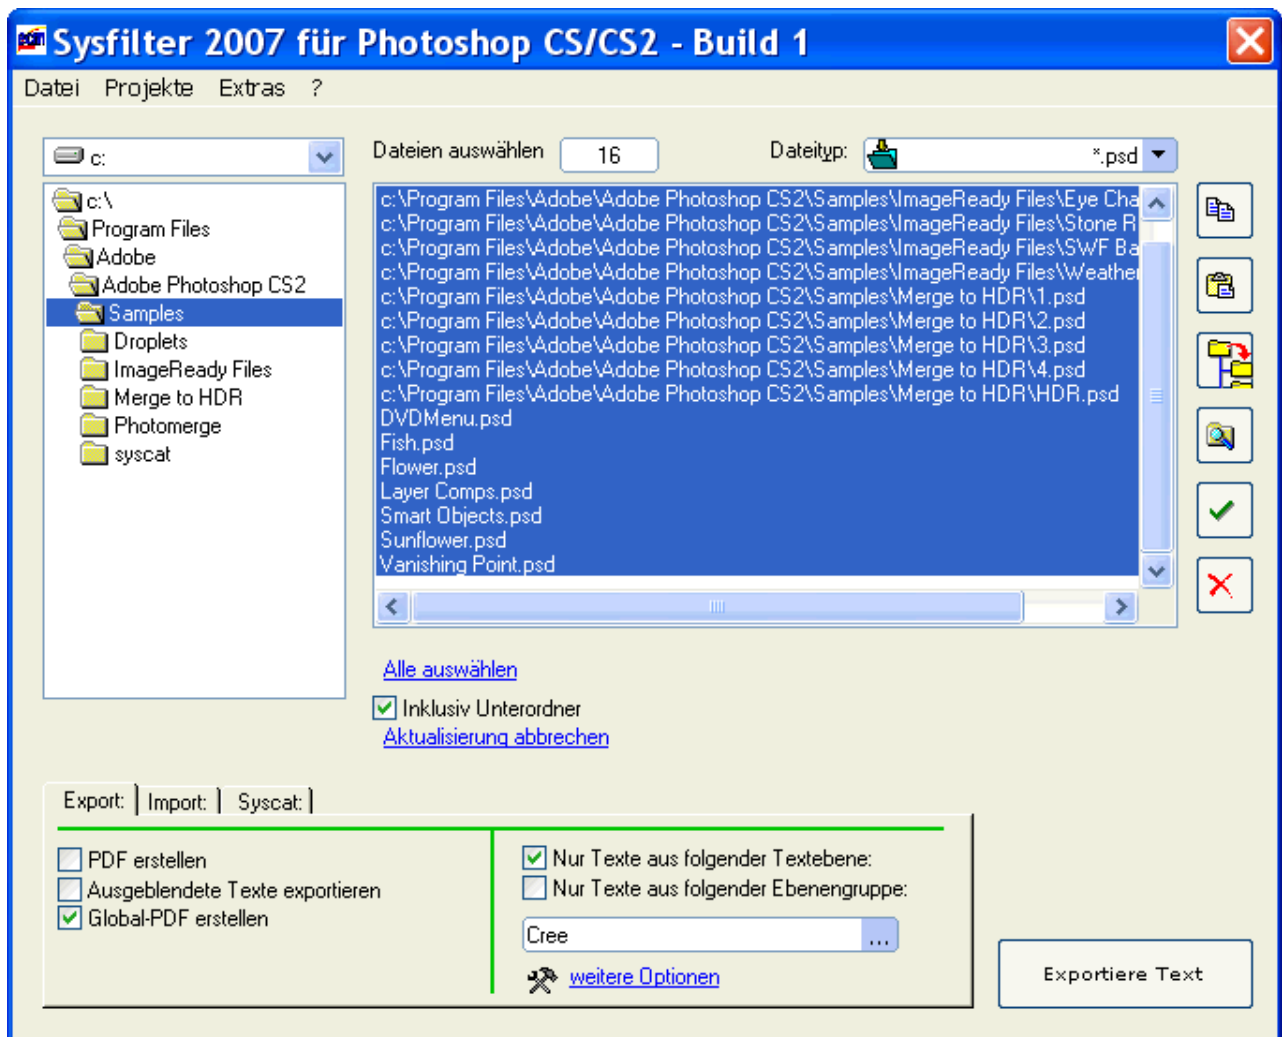 Sysfilter 2007 für Photoshop CS/CS2 - Build 1
Datei Projekte Extras ?
c:
Dateien auswählen 16 Dateityp: *.psd
c:\
Program Files
Adobe
Adobe Photoshop CS2
Samples
Droplets
ImageReady Files
Merge to HDR
Photomerge
syscat
c:\Program Files\Adobe\Adobe Photoshop CS2\Samples\ImageReady Files\Eye Cha
c:\Program Files\Adobe\Adobe Photoshop CS2\Samples\ImageReady Files\Stone R
c:\Program Files\Adobe\Adobe Photoshop CS2\Samples\ImageReady Files\SWF Ba
c:\Program Files\Adobe\Adobe Photoshop CS2\Samples\ImageReady Files\Weather
c:\Program Files\Adobe\Adobe Photoshop CS2\Samples\Merge to HDR\1.psd
c:\Program Files\Adobe\Adobe Photoshop CS2\Samples\Merge to HDR\2.psd
c:\Program Files\Adobe\Adobe Photoshop CS2\Samples\Merge to HDR\3.psd
c:\Program Files\Adobe\Adobe Photoshop CS2\Samples\Merge to HDR\4.psd
c:\Program Files\Adobe\Adobe Photoshop CS2\Samples\Merge to HDR\HDR.psd
DVDMenu.psd
Fish.psd
Flower.psd
Layer Comps.psd
Smart Objects.psd
Sunflower.psd
Vanishing Point.psd
Alle auswählen
Inklusiv Unterordner
Aktualisierung abbrechen
Export: Import: Syscat:
PDF erstellen
Ausgeblendete Texte exportieren
Global-PDF erstellen
Nur Texte aus folgender Textebene:
Nur Texte aus folgender Ebenengruppe:
Cree ...
weitere Optionen
Exportiere Text